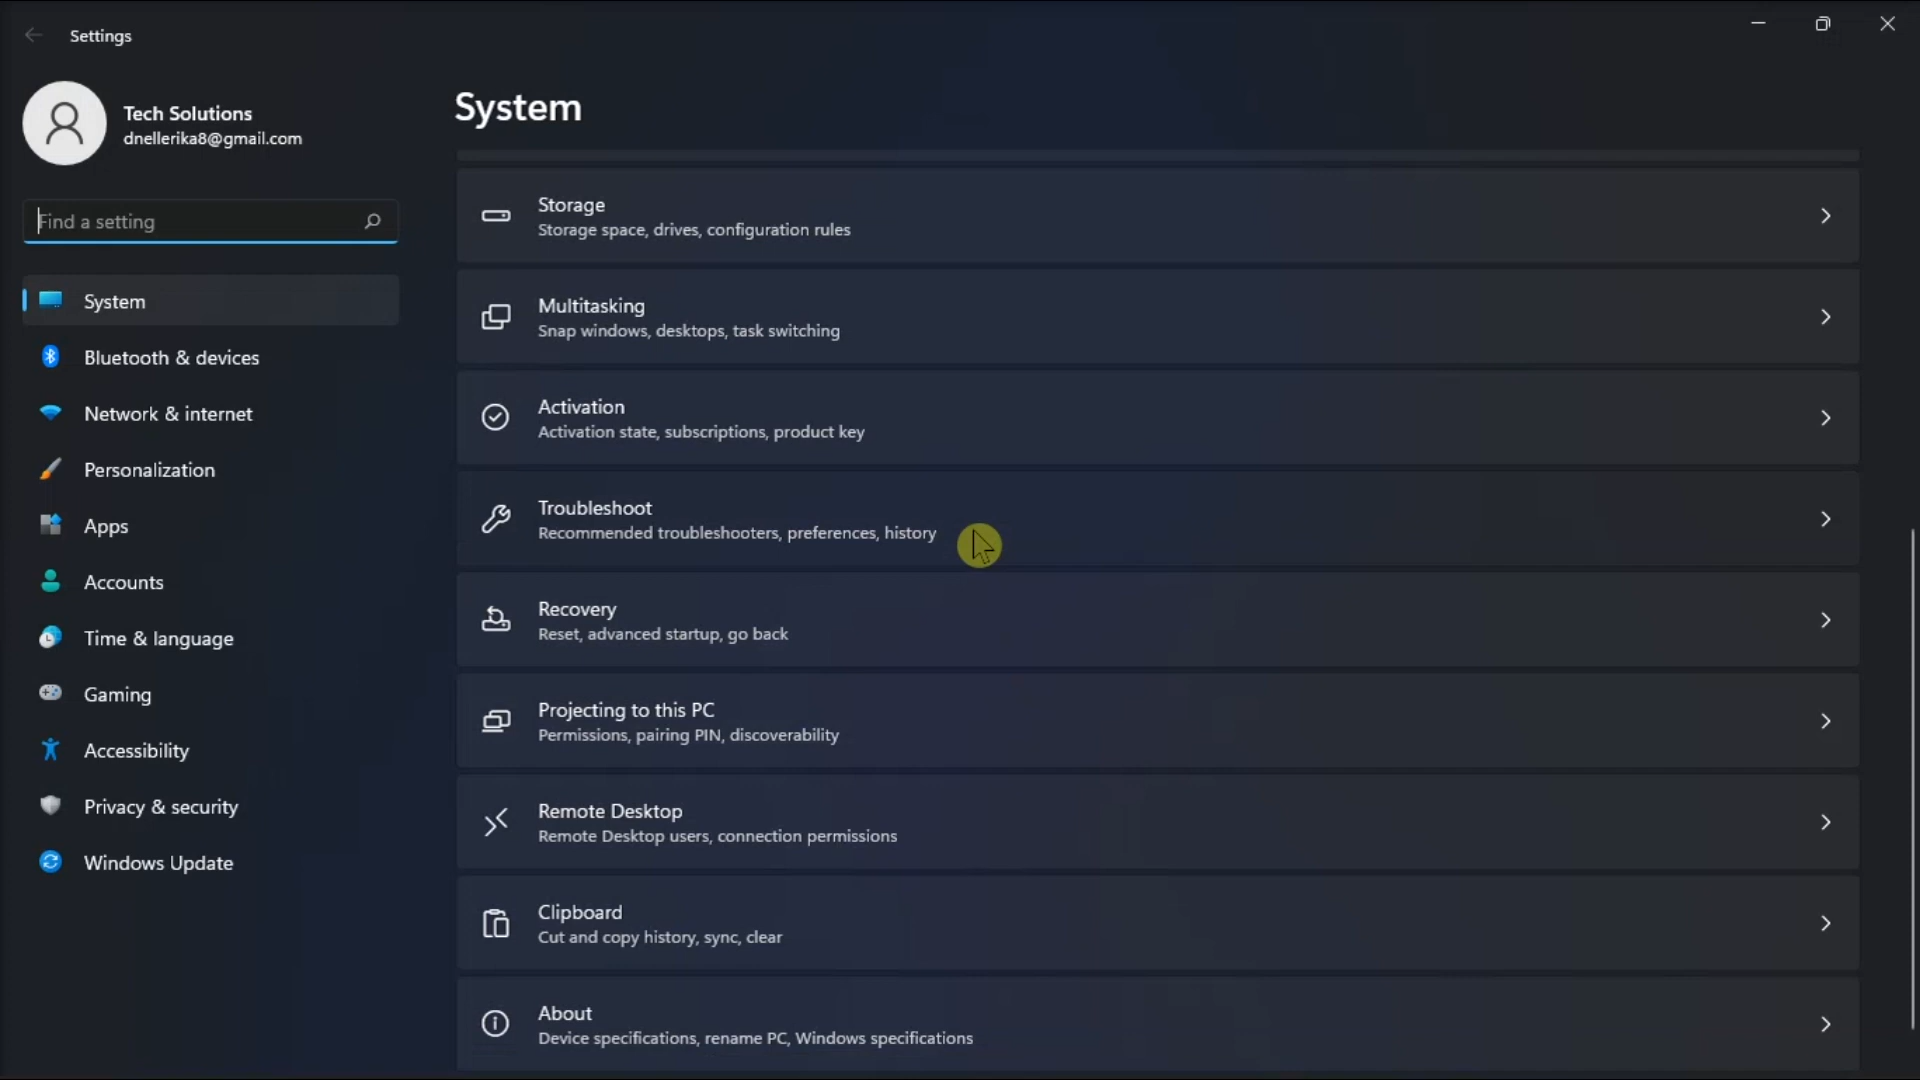 Settings
Tech Solutions
dnellerika8@gmail.com
Find a setting
System
Bluetooth & devices
Network & internet
Personalization
Apps
Accounts
Time & language
Gaming
Accessibility
Privacy & security
Windows Update
System
Storage
Storage space, drives, configuration rules
Multitasking
Snap windows, desktops, task switching
Activation
Activation state, subscriptions, product key
Troubleshoot
Recommended troubleshooters, preferences, history
Recovery
Reset, advanced startup, go back
Projecting to this PC
Permissions, pairing PIN, discoverability
Remote Desktop
Remote Desktop users, connection permissions
Clipboard
Cut and copy history, sync, clear
About
Device specifications, rename PC, Windows specifications